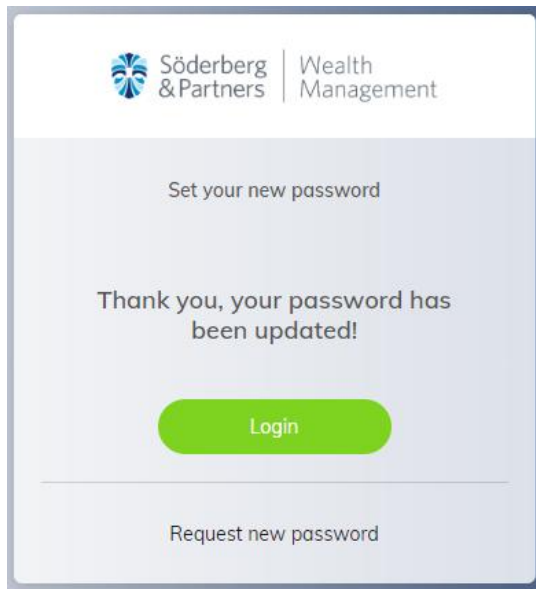 Söderberg
&Partners
Wealth
Management
Set your new password
Thank you, your password has
been updated!
Login
Request new password